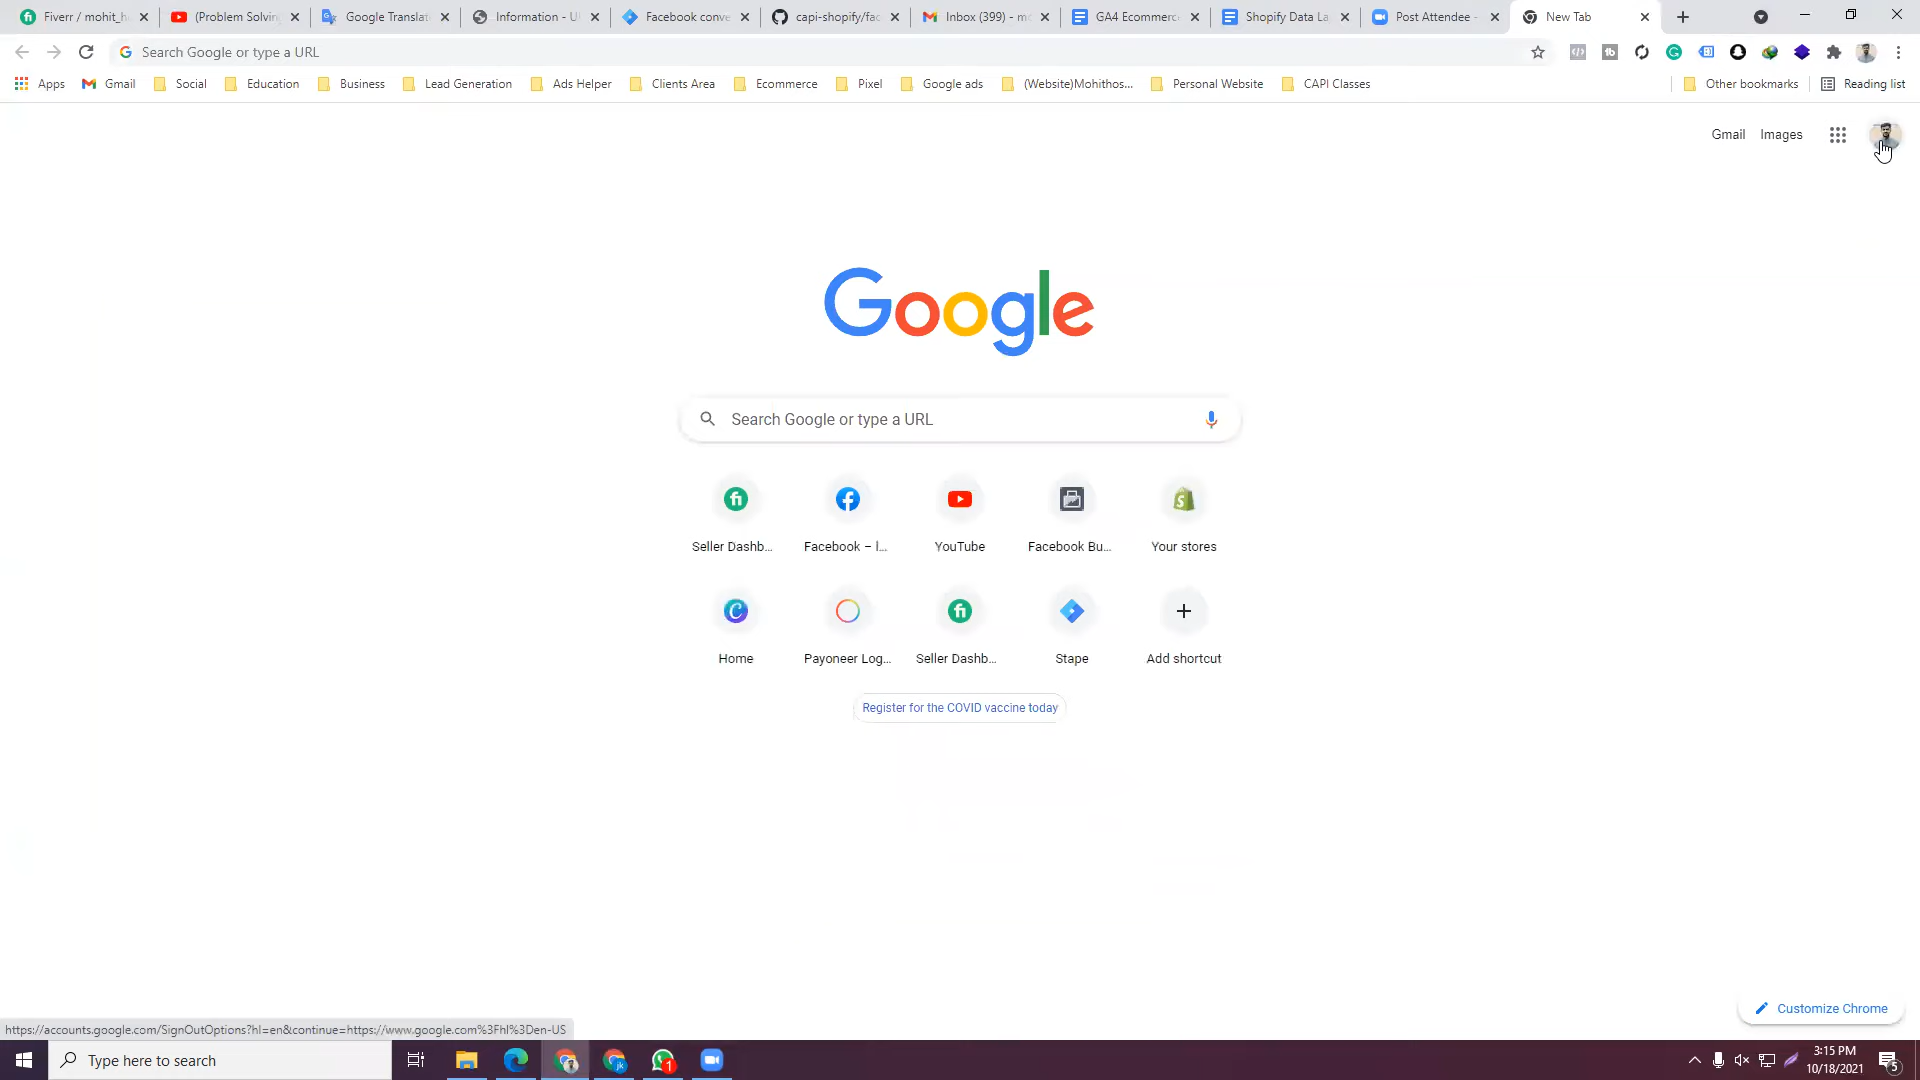 Fiverr / mohit_h
(Problem Solvin
Google Translat
Information - U
Facebook conve
capi-shopify/fac
Inbox (399) - mo
GA4 Ecommerc
Shopify Data La
Post Attendee -
New Tab
Search Google or type a URL
Apps
Gmail
Social
Education
Business
Lead Generation
Ads Helper
Clients Area
Ecommerce
Pixel
Google ads
(Website)Mohithos...
Personal Website
CAPI Classes
Other bookmarks
Reading list
Gmail
Images
Google
Search Google or type a URL
Seller Dashb...
Facebook – l...
YouTube
Facebook Bu...
Your stores
Home
Payoneer Log...
Seller Dashb...
Stape
Add shortcut
Register for the COVID vaccine today
Customize Chrome
https://accounts.google.com/SignOutOptions?hl=en&continue=https://www.google.com%3Fhl%3Den-US
Type here to search
jk
1
3:15 PM
10/18/2021
5